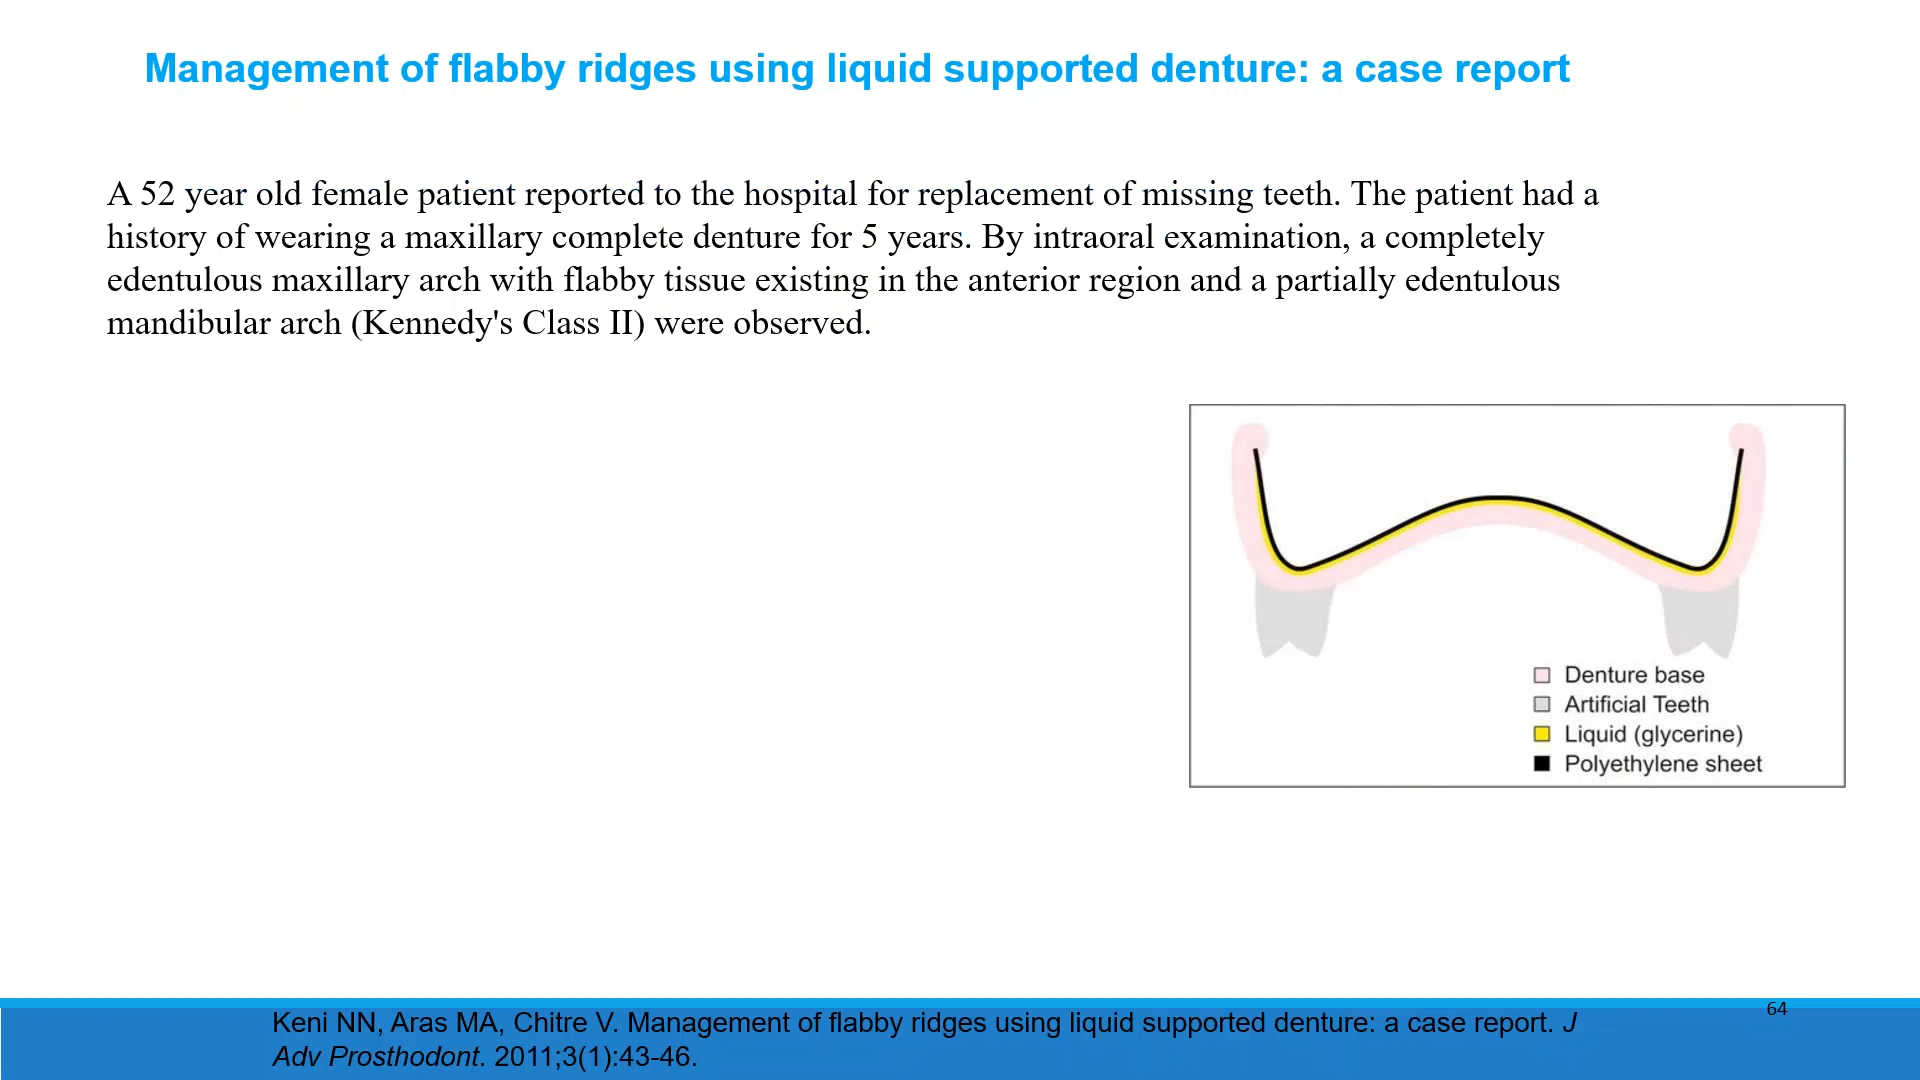 Management of flabby ridges using liquid supported denture: a case report
A 52 year old female patient reported to the hospital for replacement of missing teeth. The patient had a
history of wearing a maxillary complete denture for 5 years. By intraoral examination, a completely
edentulous maxillary arch with flabby tissue existing in the anterior region and a partially edentulous
mandibular arch (Kennedy's Class II) were observed.
Denture base
Artificial Teeth
Liquid (glycerine)
Polyethylene sheet
64
Keni NN, Aras MA, Chitre V. Management of flabby ridges using liquid supported denture: a case report. J
Adv Prosthodont. 2011;3(1):43-46.